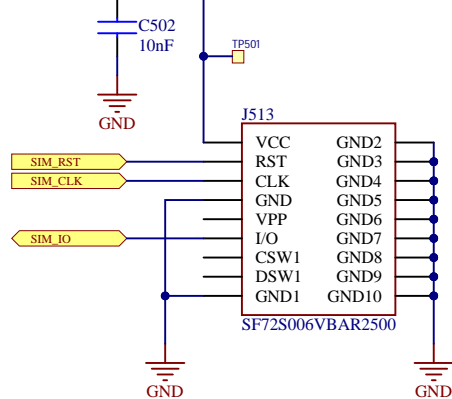 C502
10nF
TP501
GND
J513
VCC GND2
SIM_RST RST GND3
SIM_CLK CLK GND4
GND GND5
VPP GND6
SIM_IO I/O GND7
CSW1 GND8
DSW1 GND9
GND1 GND10
SF72S006VBAR2500
GND GND